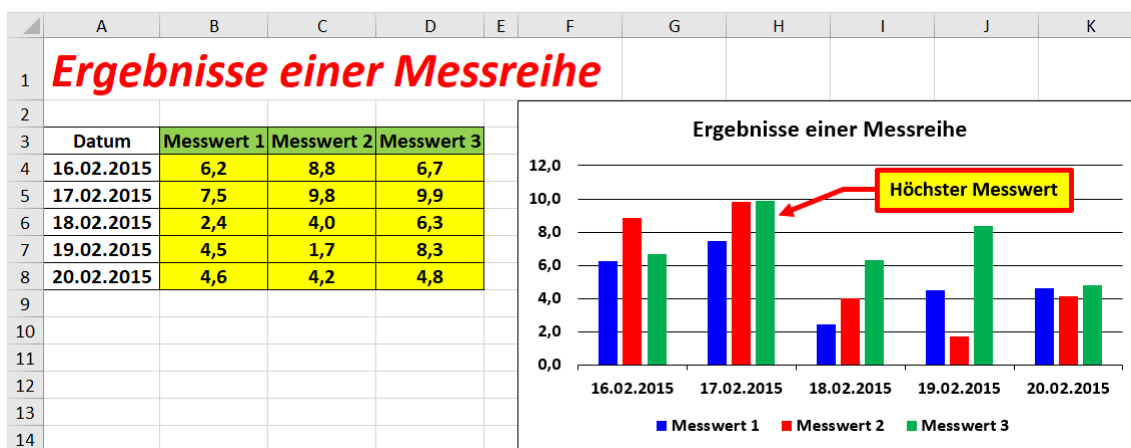 A B C D E F G H I J K
1 Ergebnisse einer Messreihe
2
3 Datum Messwert 1 Messwert 2 Messwert 3
4 16.02.2015 6,2 8,8 6,7
5 17.02.2015 7,5 9,8 9,9
6 18.02.2015 2,4 4,0 6,3
7 19.02.2015 4,5 1,7 8,3
8 20.02.2015 4,6 4,2 4,8
9
10
11
12
13
14
Ergebnisse einer Messreihe
12,0
10,0
8,0
6,0
4,0
2,0
0,0
Höchster Messwert
16.02.2015 17.02.2015 18.02.2015 19.02.2015 20.02.2015
Messwert 1 Messwert 2 Messwert 3